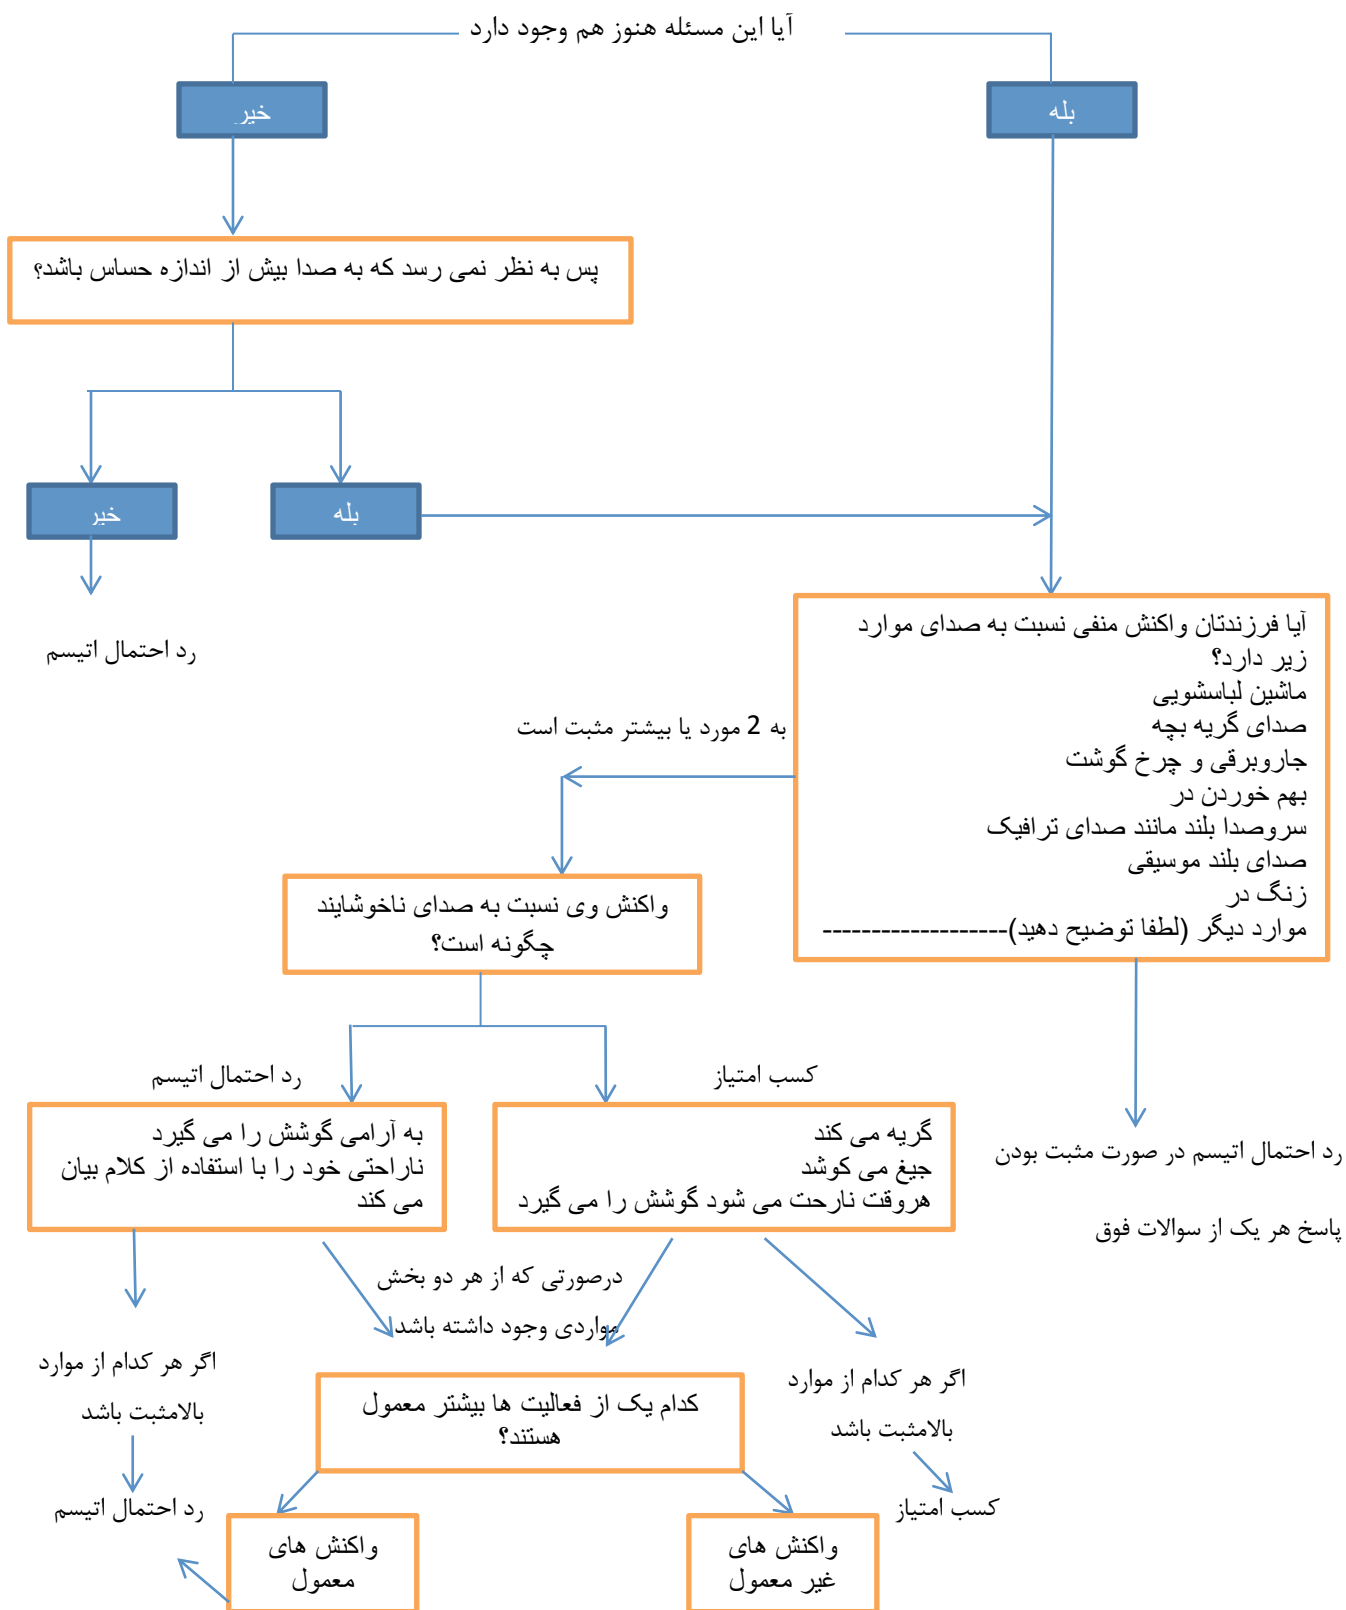 آیا این مسئله هنوز هم وجود دارد
بله
خیر
پس به نظر نمی رسد که به صدا بیش از اندازه حساس باشد؟
بله
خیر
رد احتمال اتیسم
آیا فرزندتان واکنش منفی نسبت به صدای موارد
زیر دارد؟
ماشین لباسشویی
صدای گریه بچه
جاروبرقی و چرخ گوشت
بهم خوردن در
سروصدا بلند مانند صدای ترافیک
صدای بلند موسیقی
زنگ در
موارد دیگر (لطفا توضیح دهید)-------------------
به 2 مورد یا بیشتر مثبت است
واکنش وی نسبت به صدای ناخوشایند
چگونه است؟
رد احتمال اتیسم در صورت مثبت بودن
پاسخ هر یک از سوالات فوق
کسب امتیاز
رد احتمال اتیسم
گریه می کند
جیغ می کوشد
هروقت نارحت می شود گوشش را می گیرد
به آرامی گوشش را می گیرد
ناراحتی خود را با استفاده از کلام بیان
می کند
درصورتی که از هر دو بخش
مواردی وجود داشته باشد
اگر هر کدام از موارد
بالامثبت باشد
کسب امتیاز
اگر هر کدام از موارد
بالامثبت باشد
رد احتمال اتیسم
کدام یک از فعالیت ها بیشتر معمول
هستند؟
واکنش های
غیر معمول
واکنش های
معمول